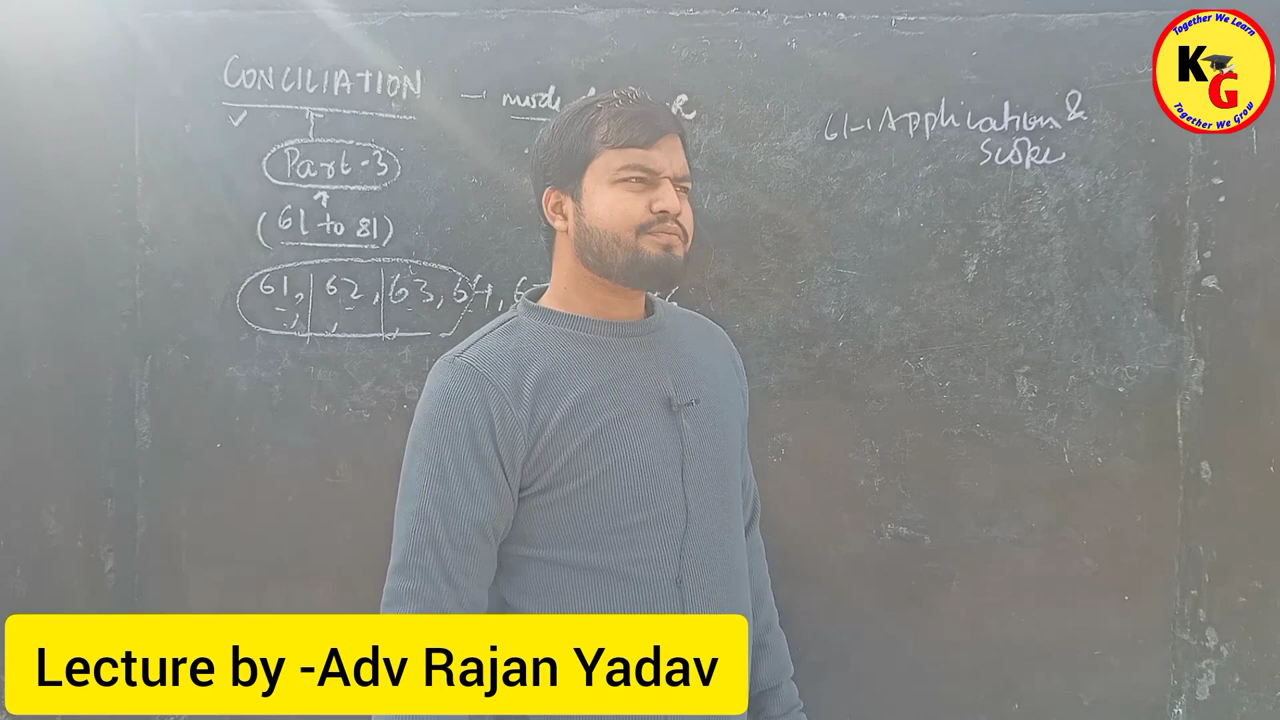 CONCILIATION →
Part-3
(61 to 81)
61, 62, 63, 64,
61→ Application &
Scope
Together We Learn
KG
Together We Grow
Lecture by -Adv Rajan Yadav